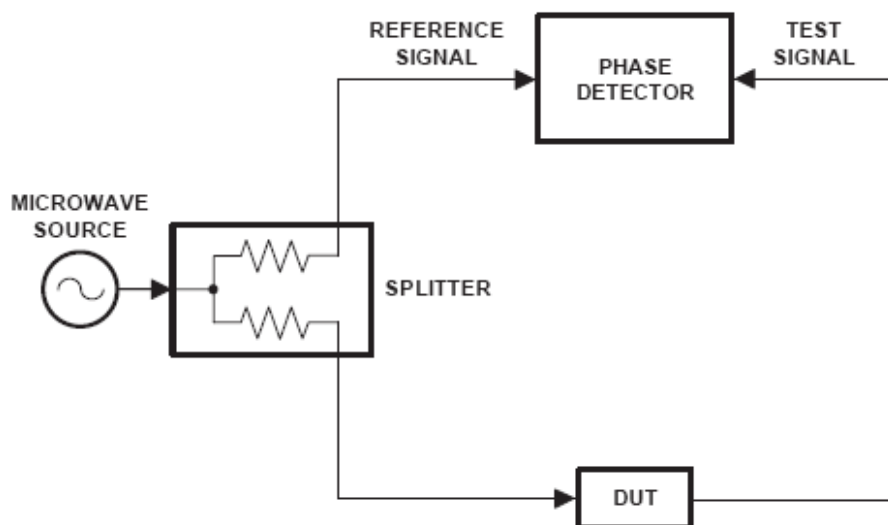 REFERENCE
SIGNAL
PHASE
DETECTOR
TEST
SIGNAL
MICROWAVE
SOURCE
SPLITTER
DUT